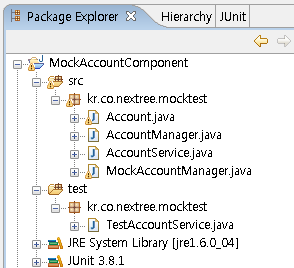 Package Explorer Hierarchy JUnit
MockAccountComponent
src
kr.co.nextree.mocktest
Account.java
AccountManager.java
AccountService.java
MockAccountManager.java
test
kr.co.nextree.mocktest
TestAccountService.java
JRE System Library [jre1.6.0_04]
JUnit 3.8.1